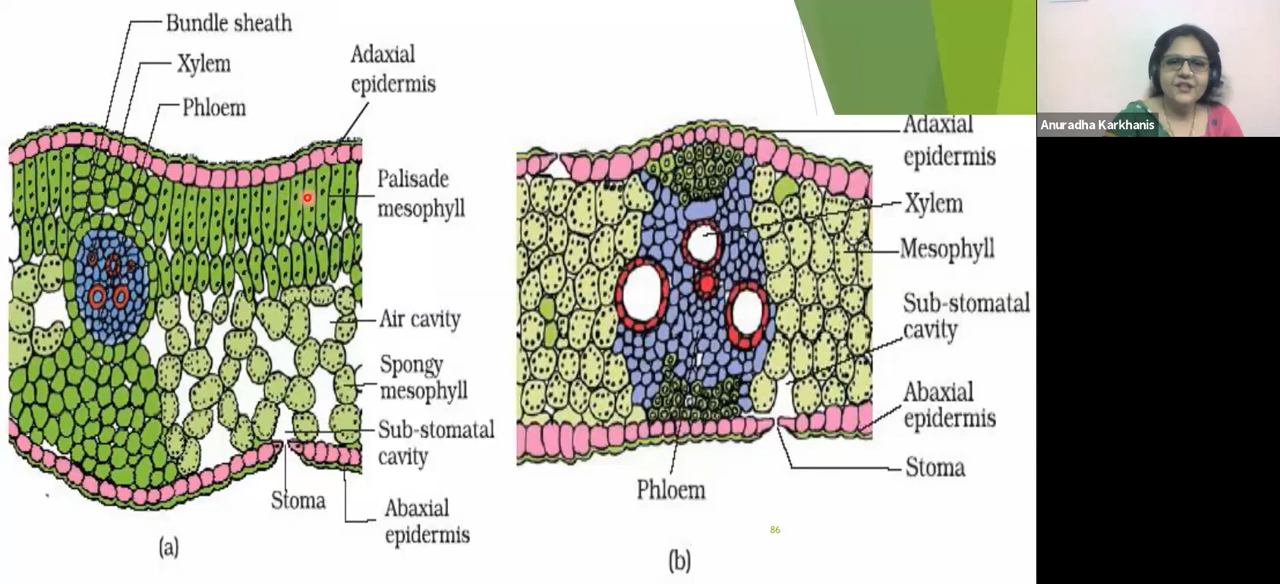 Bundle sheath
Xylem
Phloem
Adaxial
epidermis
Palisade
mesophyll
Air cavity
Spongy
mesophyll
Sub-stomatal
cavity
Stoma
Abaxial
epidermis
(a)
Adaxial
epidermis
Xylem
Mesophyll
Sub-stomatal
cavity
Abaxial
epidermis
Stoma
Phloem
86
(b)
Anuradha Karkhanis